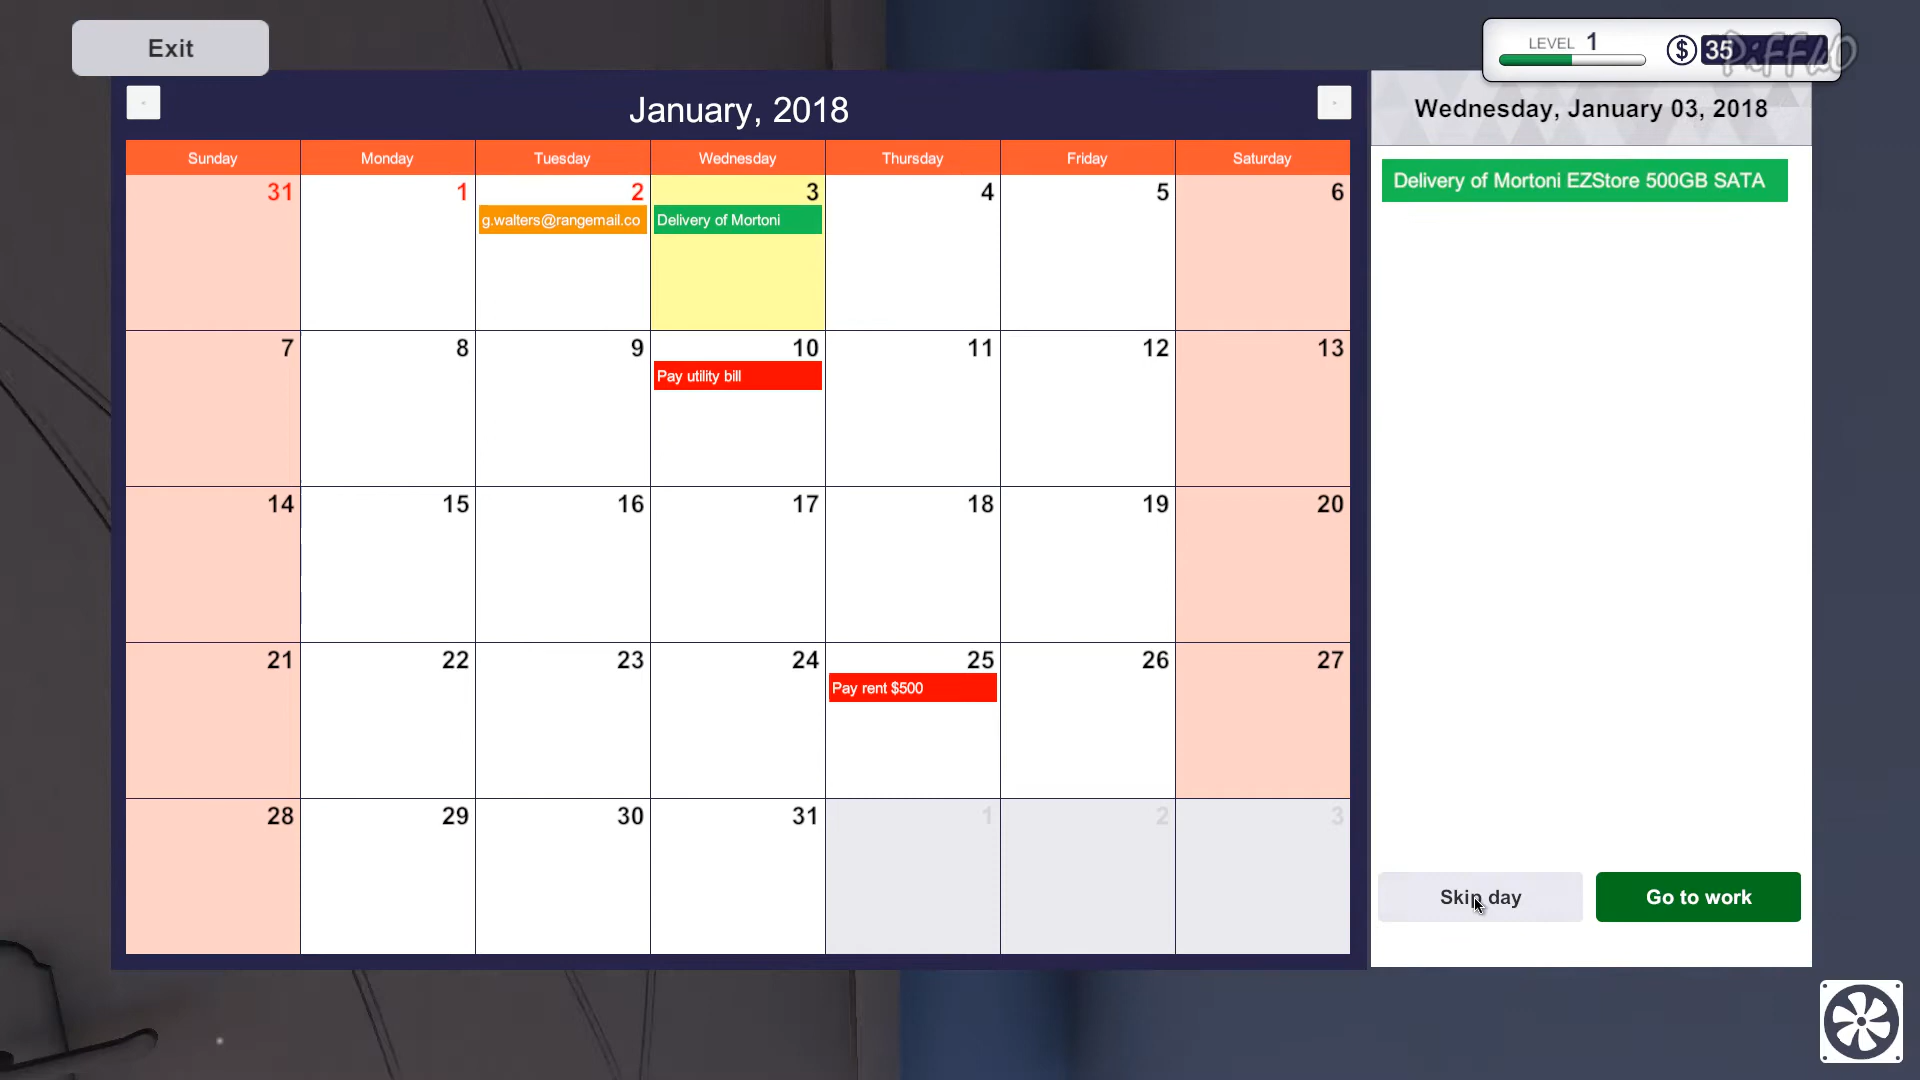 Exit
LEVEL 1
$ 35
PiFFkO
January, 2018
Wednesday, January 03, 2018
Sunday Monday Tuesday Wednesday Thursday Friday Saturday
31 1 2 3 4 5 6
g.walters@rangemail.co Delivery of Mortoni
Delivery of Mortoni EZStore 500GB SATA
7 8 9 10 11 12 13
Pay utility bill
14 15 16 17 18 19 20
21 22 23 24 25 26 27
Pay rent $500
28 29 30 31 1 2 3
Skip day
Go to work